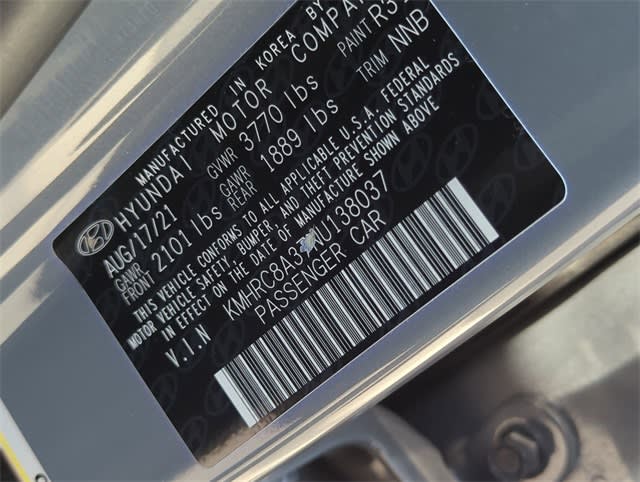 MANUFACTURED IN KOREA BY
HYUNDAI MOTOR COMPA
AUG/17/21 GVWR 3770 lbs PAINT R3
GAWR FRONT 2101 lbs GAWR REAR 1889 lbs TRIM NNB
THIS VEHICLE CONFORMS TO ALL APPLICABLE U.S.A. FEDERAL
MOTOR VEHICLE SAFETY, BUMPER, AND THEFT PREVENTION STANDARDS
IN EFFECT ON THE DATE OF MANUFACTURE SHOWN ABOVE
V.I.N KMHRC8A3 U138037
PASSENGER CAR